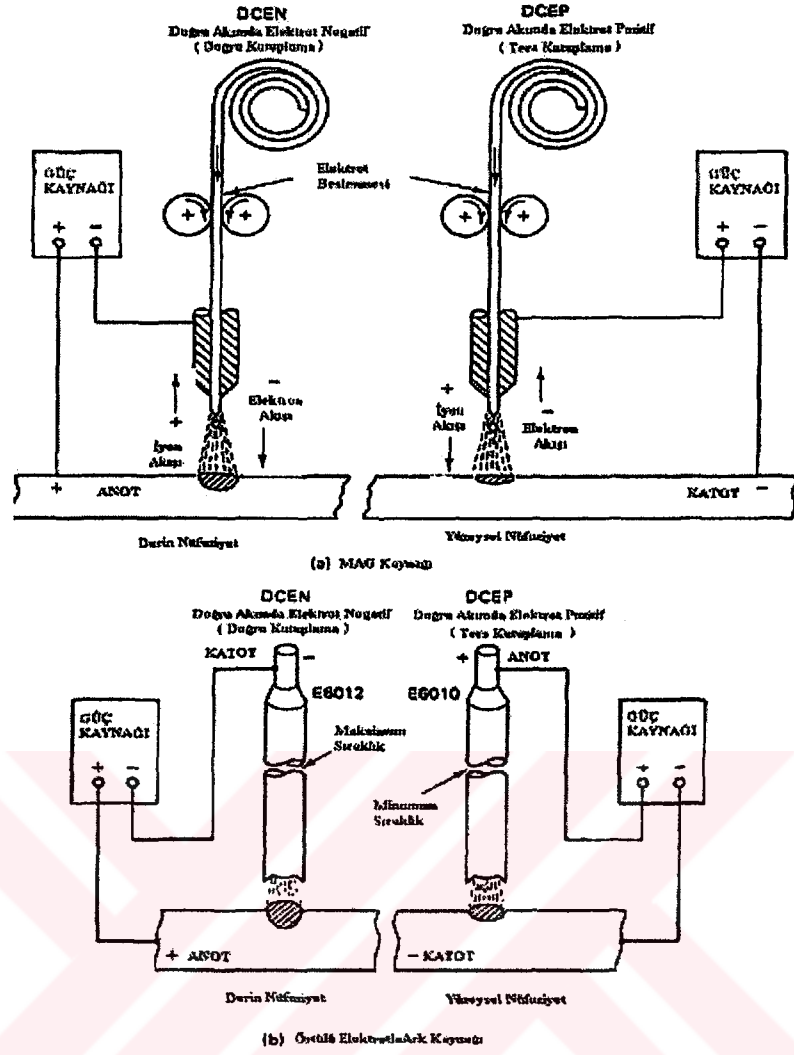 DCEN
Doğru Akımda Elektrot Negatif
( Doğru Kutuplama )
DCEP
Doğru Akımda Elektrot Pozitif
( Ters Kutuplama )
GÜÇ
KAYNAĞI
+ −
Elektrot
Beslenmesi
+ +
+ +
GÜÇ
KAYNAĞI
+ −
+
İyon
Akışı
−
Elektron
Akışı
+
İyon
Akışı
−
Elektron
Akışı
+ ANOT
KATOT −
Derin Nüfuziyet
Yüzeysel Nüfuziyet
(a) MAG Kaynağı
DCEN
Doğru Akımda Elektrot Negatif
( Doğru Kutuplama )
DCEP
Doğru Akımda Elektrot Pozitif
( Ters Kutuplama )
KATOT −
+ ANOT
E6012
E6010
GÜÇ
KAYNAĞI
+ −
Maksimum
Sıcaklık
Minumum
Sıcaklık
GÜÇ
KAYNAĞI
+ −
+ ANOT
− KATOT
Derin Nüfuziyet
Yüzeysel Nüfuziyet
(b) Örtülü Elektrotla Ark Kaynağı